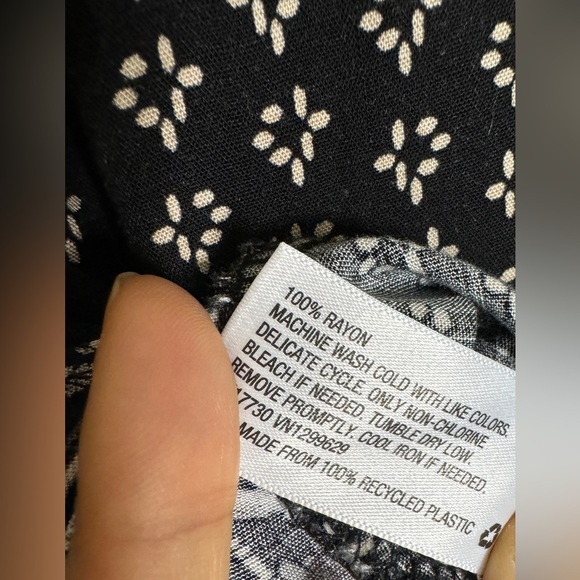 100% RAYON
MACHINE WASH COLD WITH LIKE COLORS.
DELICATE CYCLE. ONLY NON-CHLORINE
BLEACH IF NEEDED. TUMBLE DRY LOW.
REMOVE PROMPTLY. COOL IRON IF NEEDED.
VN1299629
MADE FROM 100% RECYCLED PLASTIC